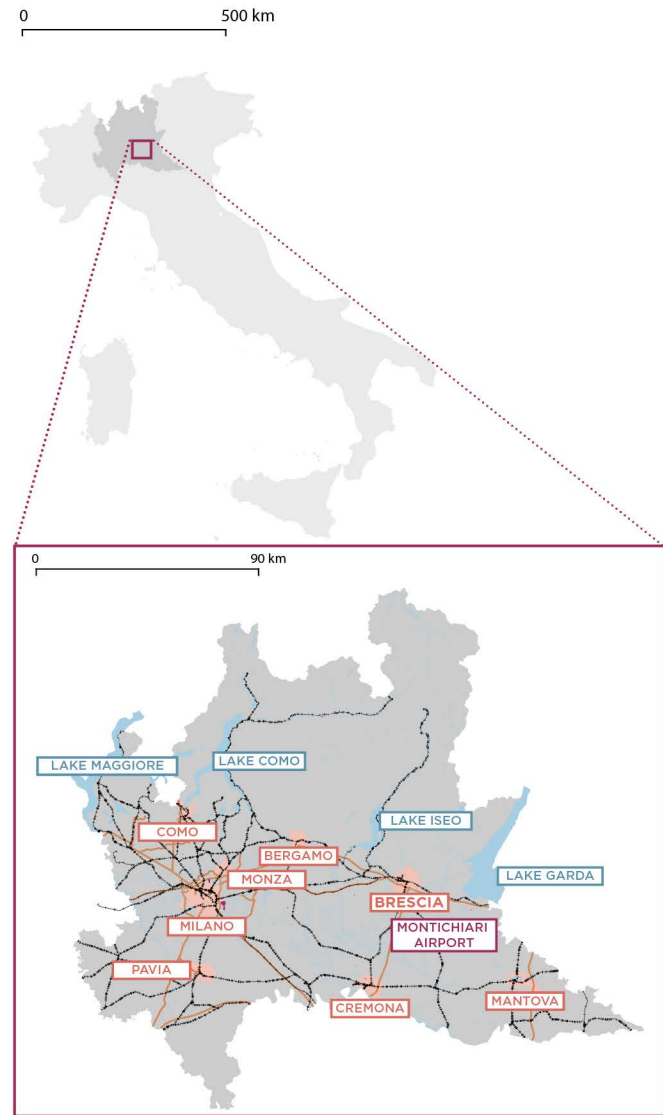 0 500 km
0 90 km
LAKE MAGGIORE
LAKE COMO
COMO
LAKE ISEO
BERGAMO
MONZA
LAKE GARDA
BRESCIA
MILANO
MONTICHIARI
AIRPORT
PAVIA
CREMONA
MANTOVA